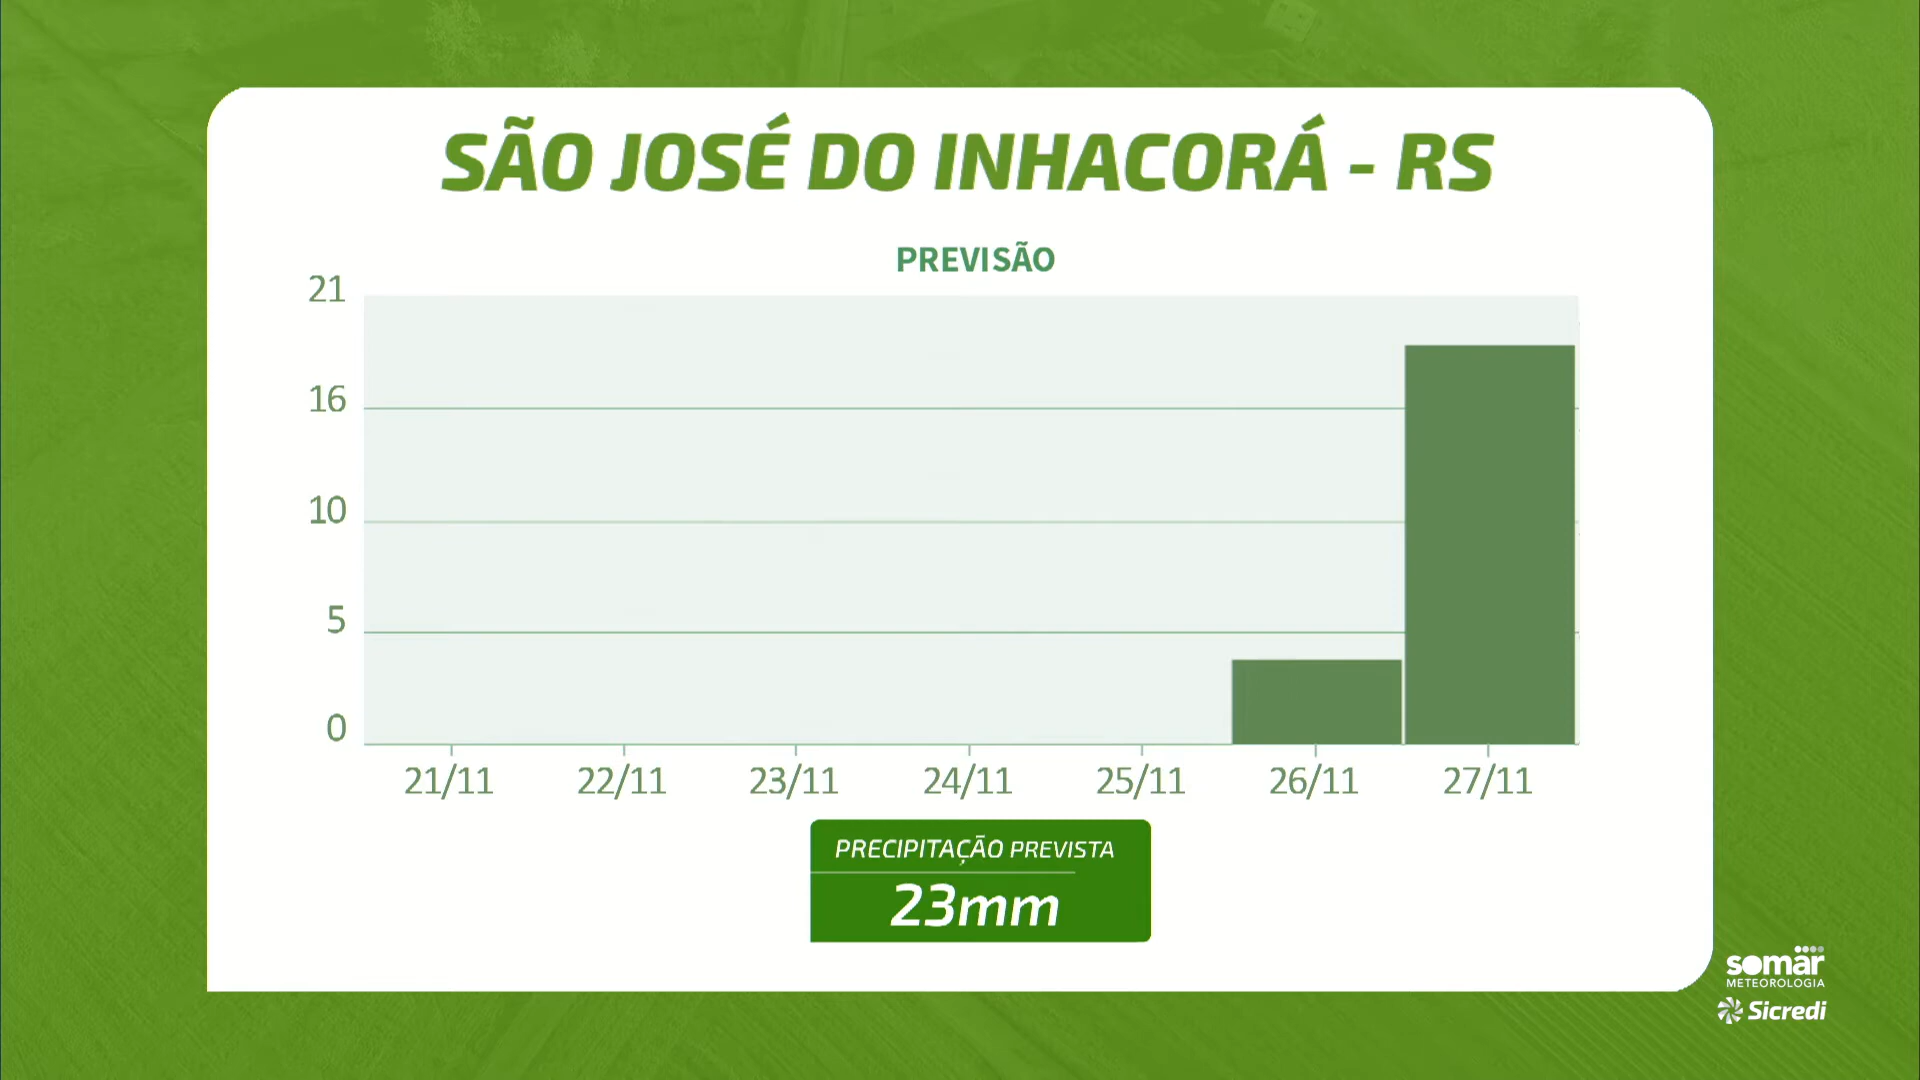 SÃO JOSÉ DO INHACORÁ - RS
PREVISÃO
21
16
10
5
0
21/11 22/11 23/11 24/11 25/11 26/11 27/11
PRECIPITAÇÃO PREVISTA
23mm
somar
METEOROLOGIA
Sicredi